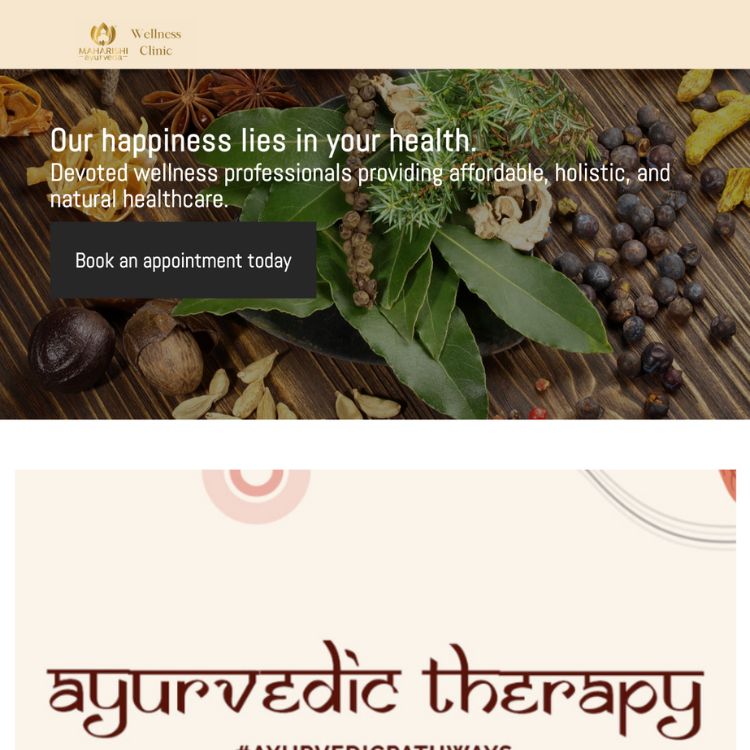 Wellness
Clinic
MAHARISHI
ayurveda
Our happiness lies in your health.
Devoted wellness professionals providing affordable, holistic, and
natural healthcare.
Book an appointment today
ayurvedic therapy
#AYURVEDICPATHWAYS